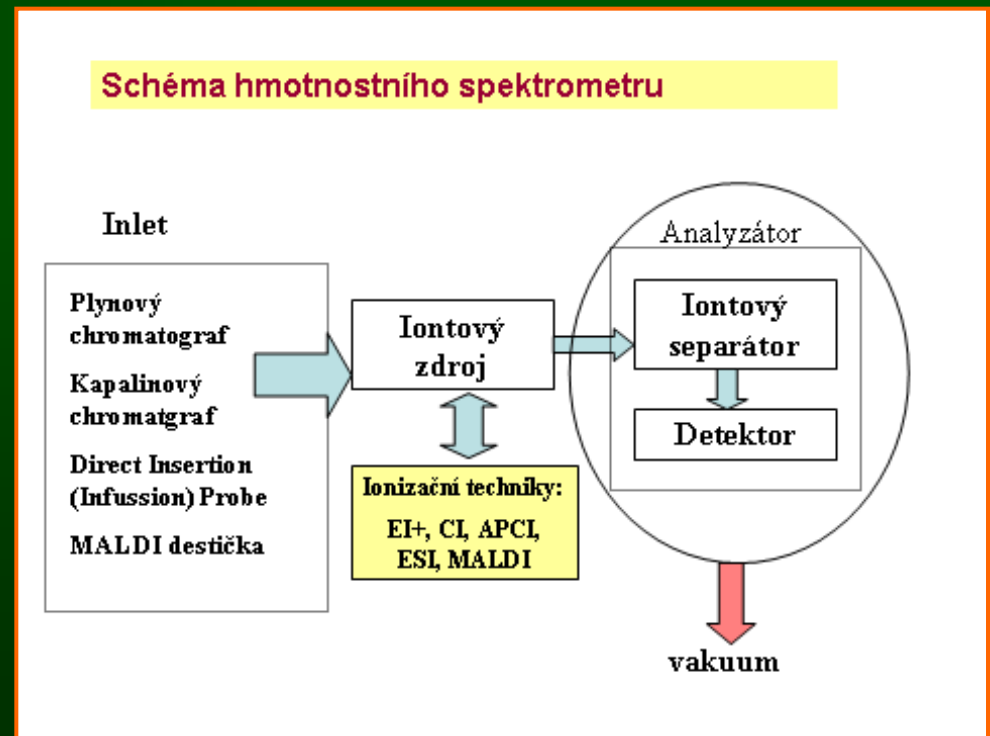 Schéma hmotnostního spektrometru
Inlet
Plynový
chromatograf
Kapalinový
chromatgraf
Direct Insertion
(Infussion) Probe
MALDI destička
Iontový
zdroj
Ionizační techniky:
EI+, CI, APCI,
ESI, MALDI
Analyzátor
Iontový
separátor
Detektor
vakuum